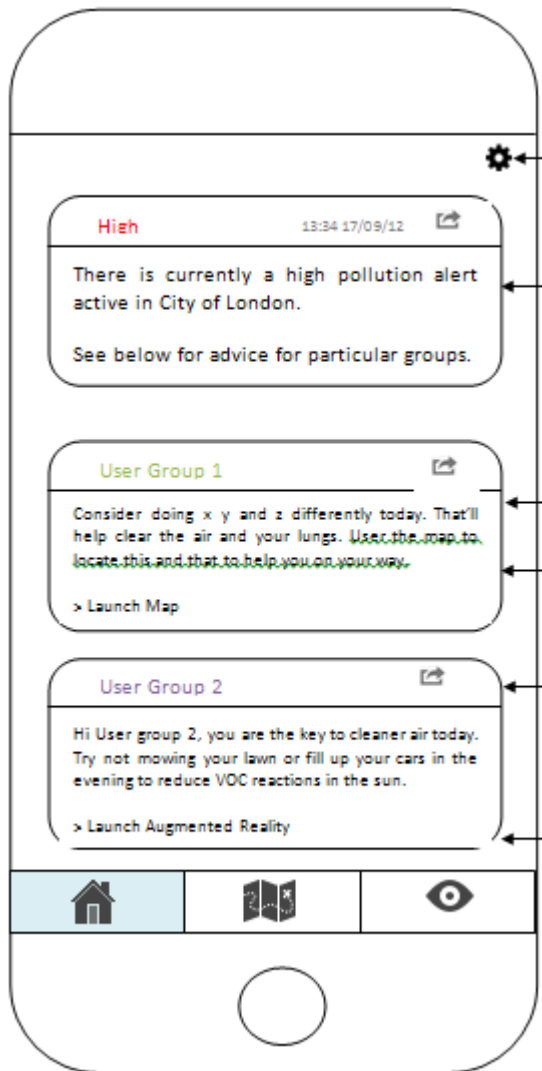 High 13:34 17/09/12
There is currently a high pollution alert
active in City of London.
See below for advice for particular groups.
User Group 1
Consider doing x y and z differently today. That'll
help clear the air and your lungs. User the map to
locate this and that to help you on your way.
> Launch Map
User Group 2
Hi User group 2, you are the key to cleaner air today.
Try not mowing your lawn or fill up your cars in the
evening to reduce VOC reactions in the sun.
> Launch Augmented Reality